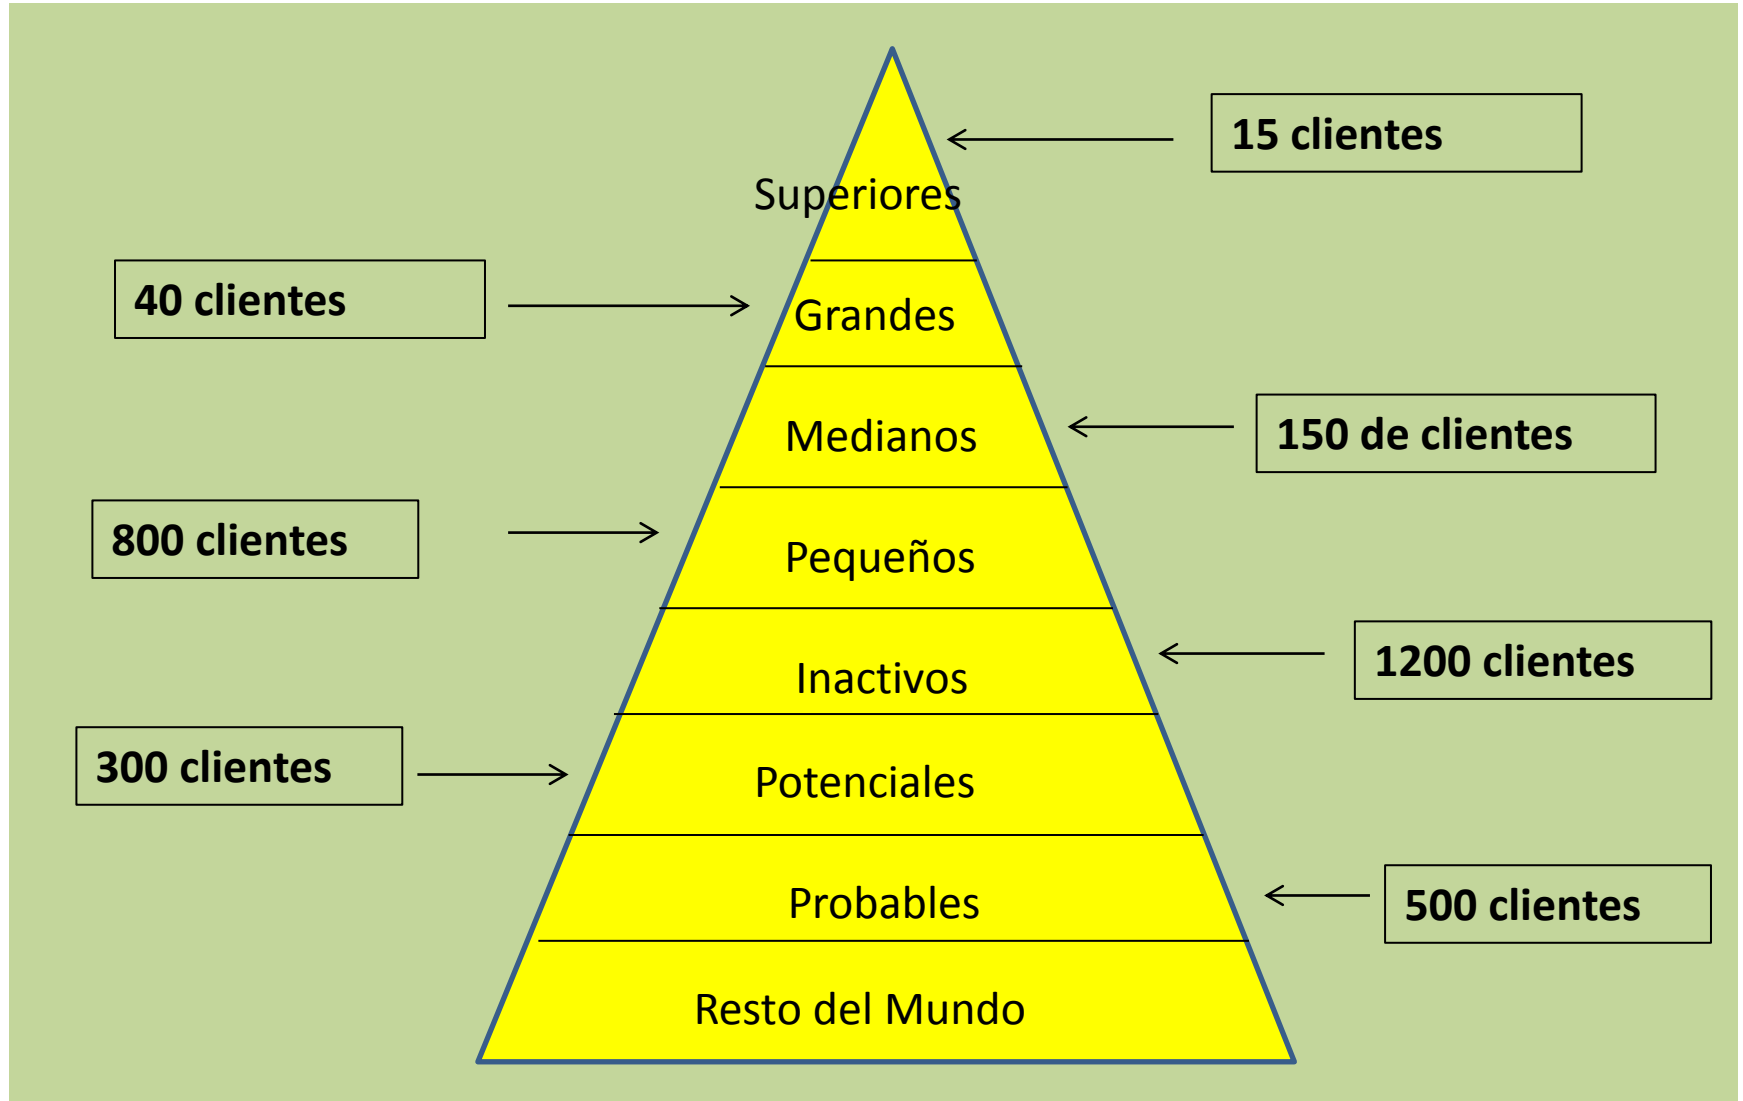 15 clientes
Superiores
40 clientes
Grandes
Medianos
150 de clientes
800 clientes
Pequeños
Inactivos
1200 clientes
300 clientes
Potenciales
Probables
500 clientes
Resto del Mundo